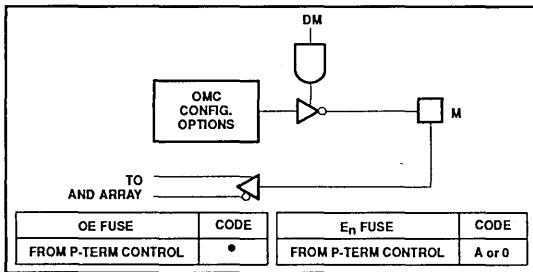 DM
OMC
CONFIG.
OPTIONS
M
TO
AND ARRAY
OE FUSE CODE
FROM P-TERM CONTROL •
En FUSE CODE
FROM P-TERM CONTROL A or 0